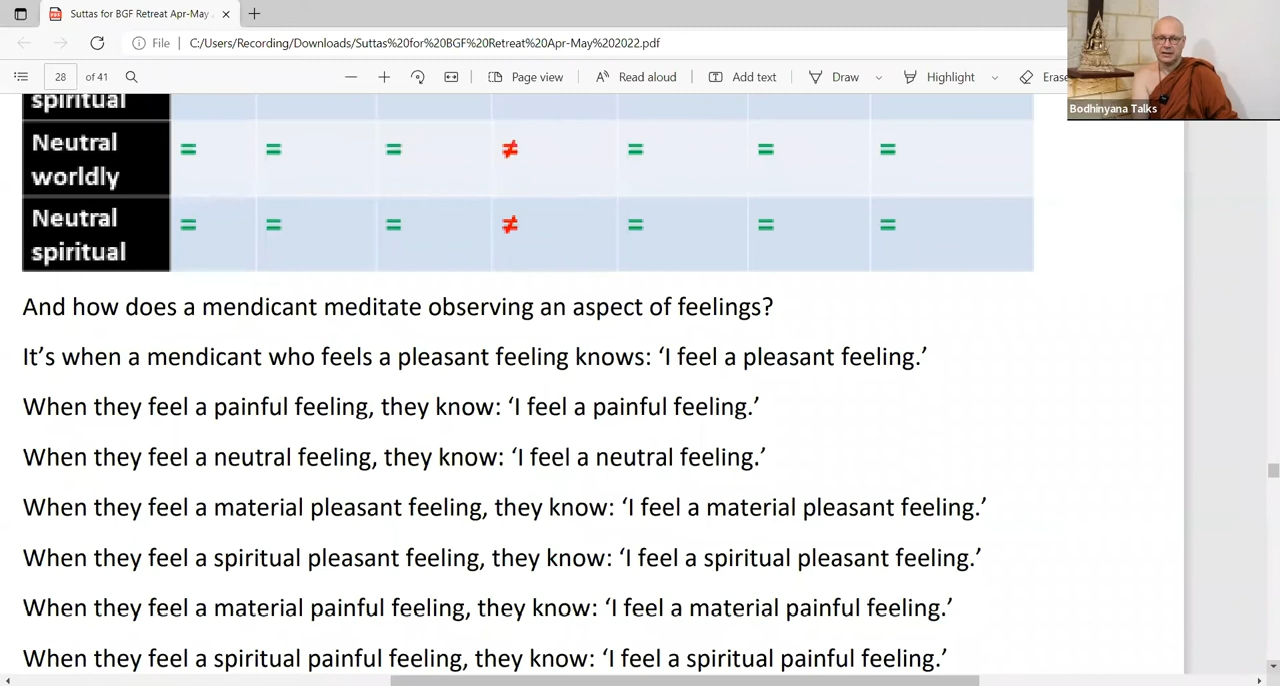 Suttas for BGF Retreat Apr-May
File C:/Users/Recording/Downloads/Suttas%20for%20BGF%20Retreat%20Apr-May%202022.pdf
28 of 41 Page view Read aloud Add text Draw Highlight Erase
Bodhinyana Talks
spiritual
Neutral
worldly
= = = ≠ = = =
Neutral
spiritual
= = = ≠ = = =
And how does a mendicant meditate observing an aspect of feelings?
It’s when a mendicant who feels a pleasant feeling knows: ‘I feel a pleasant feeling.’
When they feel a painful feeling, they know: ‘I feel a painful feeling.’
When they feel a neutral feeling, they know: ‘I feel a neutral feeling.’
When they feel a material pleasant feeling, they know: ‘I feel a material pleasant feeling.’
When they feel a spiritual pleasant feeling, they know: ‘I feel a spiritual pleasant feeling.’
When they feel a material painful feeling, they know: ‘I feel a material painful feeling.’
When they feel a spiritual painful feeling, they know: ‘I feel a spiritual painful feeling.’